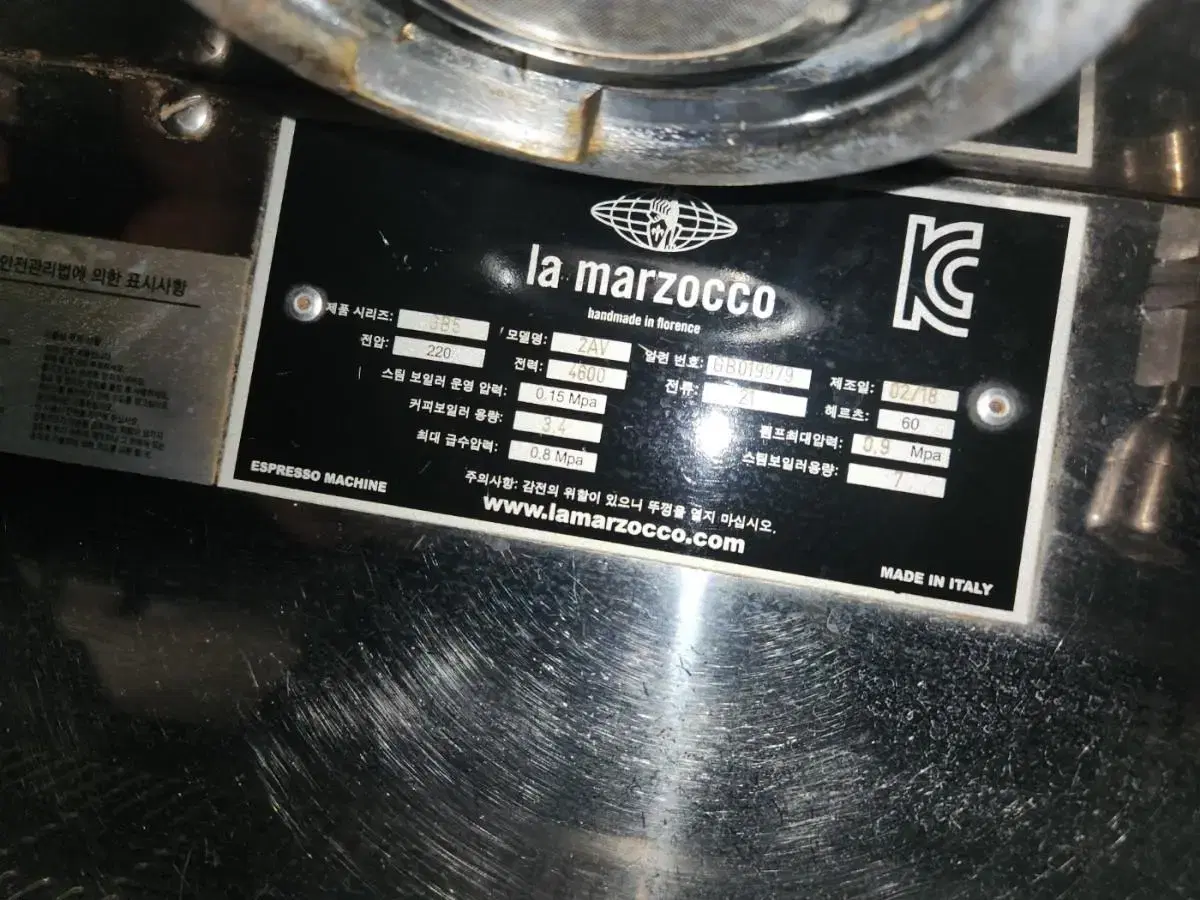 안전관리법에 의한 표시사항
la marzocco
handmade in florence
제품 시리즈: GB5 모델명: 2AV 일련 번호: GB019979 제조일: 02/18
전압: 220 전력: 4600 전류: 21 헤르츠: 60
스팀 보일러 운영 압력: 0.15 Mpa 펌프최대압력: 0.9 Mpa
커피보일러 용량: 3.4 스팀보일러용량: 7
최대 급수압력: 0.8 Mpa
주의사항: 감전의 위할이 있으니 뚜껑을 열지 마십시오.
ESPRESSO MACHINE
www.lamarzocco.com
MADE IN ITALY